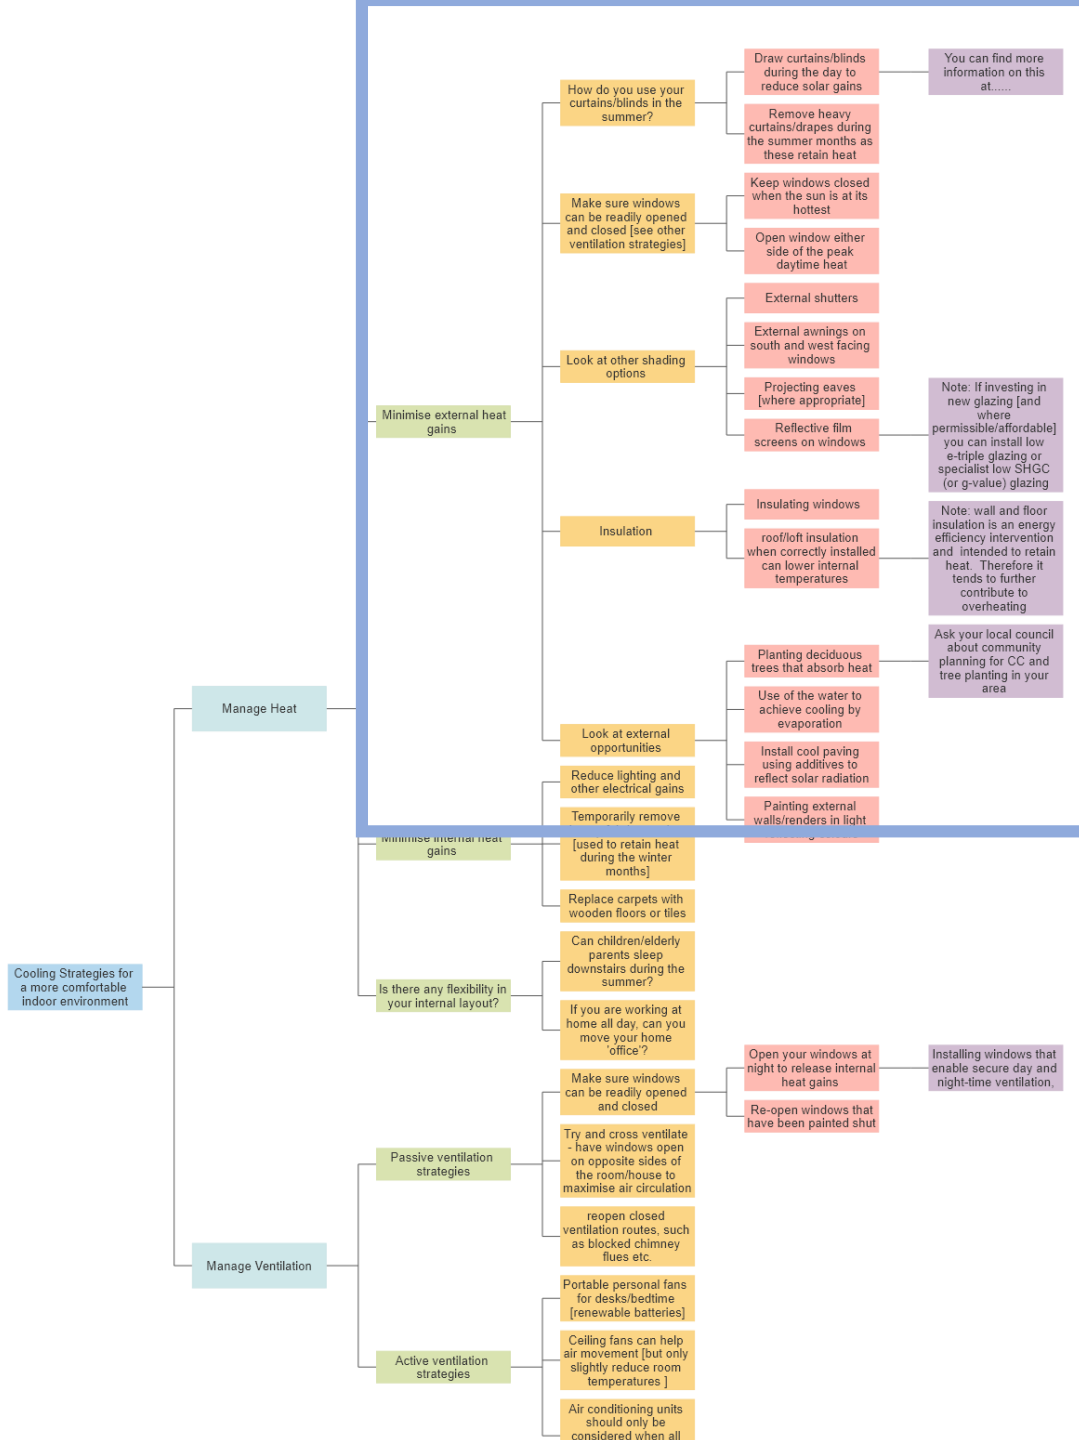 Draw curtains/blinds
during the day to
reduce solar gains
You can find more
information on this
at......
How do you use your
curtains/blinds in the
summer?
Remove heavy
curtains/drapes during
the summer months as
these retain heat
Keep windows closed
when the sun is at its
hottest
Make sure windows
can be readily opened
and closed [see other
ventilation strategies]
Open window either
side of the peak
daytime heat
External shutters
External awnings on
south and west facing
windows
Look at other shading
options
Projecting eaves
[where appropriate]
Reflective film
screens on windows
Note: If investing in
new glazing [and
where
permissible/affordable]
you can install low
e-triple glazing or
specialist low SHGC
(or g-value) glazing
Minimise external heat
gains
Insulating windows
Insulation
roof/loft insulation
when correctly installed
can lower internal
temperatures
Note: wall and floor
insulation is an energy
efficiency intervention
and intended to retain
heat. Therefore it
tends to further
contribute to
overheating
Planting deciduous
trees that absorb heat
Ask your local council
about community
planning for CC and
tree planting in your
area
Manage Heat
Use of the water to
achieve cooling by
evaporation
Look at external
opportunities
Install cool paving
using additives to
reflect solar radiation
Painting external
walls/renders in light
Reduce lighting and
other electrical gains
Temporarily remove
[used to retain heat
during the winter
months]
Minimise internal heat
gains
Replace carpets with
wooden floors or tiles
Cooling Strategies for
a more comfortable
indoor environment
Can children/elderly
parents sleep
downstairs during the
summer?
Is there any flexibility in
your internal layout?
If you are working at
home all day, can you
move your home
'office'?
Make sure windows
can be readily opened
and closed
Open your windows at
night to release internal
heat gains
Installing windows that
enable secure day and
night-time ventilation,
Re-open windows that
have been painted shut
Passive ventilation
strategies
Try and cross ventilate
- have windows open
on opposite sides of
the room/house to
maximise air circulation
reopen closed
ventilation routes, such
as blocked chimney
flues etc.
Manage Ventilation
Portable personal fans
for desks/bedtime
[renewable batteries]
Active ventilation
strategies
Ceiling fans can help
air movement [but only
slightly reduce room
temperatures ]
Air conditioning units
should only be
considered when all